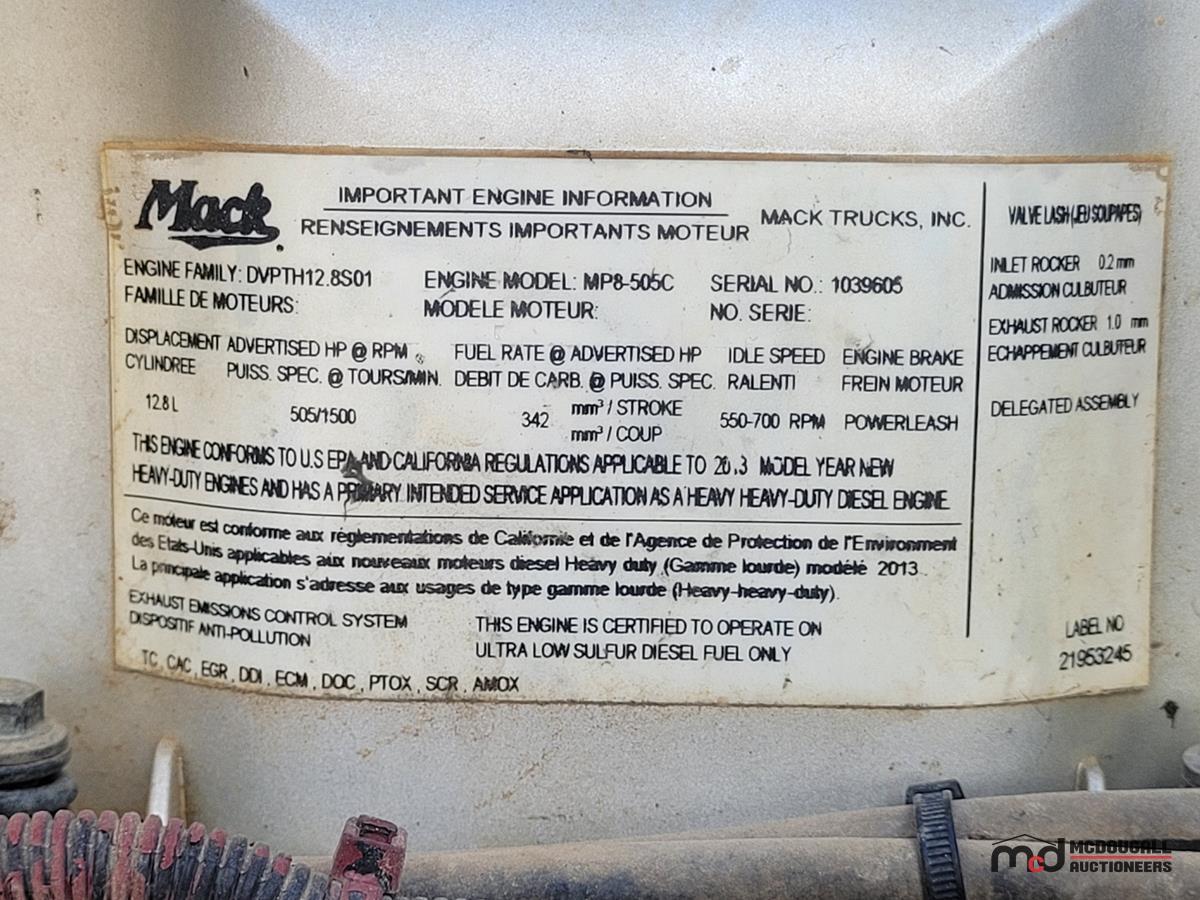 Mack
IMPORTANT ENGINE INFORMATION
RENSEIGNEMENTS IMPORTANTS MOTEUR
MACK TRUCKS, INC.
ENGINE FAMILY: DVPTH12.8S01
FAMILLE DE MOTEURS:
ENGINE MODEL: MP8-505C
MODELE MOTEUR:
SERIAL NO.: 1039605
NO. SERIE:
DISPLACEMENT
CYLINDREE
12.8 L
ADVERTISED HP @ RPM
PUISS. SPEC. @ TOURS/MIN.
505/1500
FUEL RATE @ ADVERTISED HP
DEBIT DE CARB. @ PUISS. SPEC.
342
mm³ / STROKE
mm³ / COUP
IDLE SPEED
RALENTI
550-700 RPM
ENGINE BRAKE
FREIN MOTEUR
POWERLEASH
THIS ENGINE CONFORMS TO U.S EPA AND CALIFORNIA REGULATIONS APPLICABLE TO 2013 MODEL YEAR NEW
HEAVY-DUTY ENGINES AND HAS A PRIMARY INTENDED SERVICE APPLICATION AS A HEAVY HEAVY-DUTY DIESEL ENGINE
Ce moteur est conforme aux réglementations de Californie et de l'Agence de Protection de l'Environment
des Etats-Unis applicables aux nouveaux moteurs diesel Heavy duty (Gamme lourde) modélé 2013.
La principale application s'adresse aux usages de type gamme lourde (Heavy-heavy-duty).
EXHAUST EMISSIONS CONTROL SYSTEM
DISPOSITIF ANTI-POLLUTION
TC, CAC, EGR, DDI, ECM, DOC, PTOX, SCR, AMOX
THIS ENGINE IS CERTIFIED TO OPERATE ON
ULTRA LOW SULFUR DIESEL FUEL ONLY
VALVE LASH (JEU SOUPAPES)
INLET ROCKER 0.2 mm
ADMISSION CULBUTEUR
EXHAUST ROCKER 1.0 mm
ECHAPPEMENT CULBUTEUR
DELEGATED ASSEMBLY
LABEL NO
21953245
mcd MCDOUGALL
AUCTIONEERS